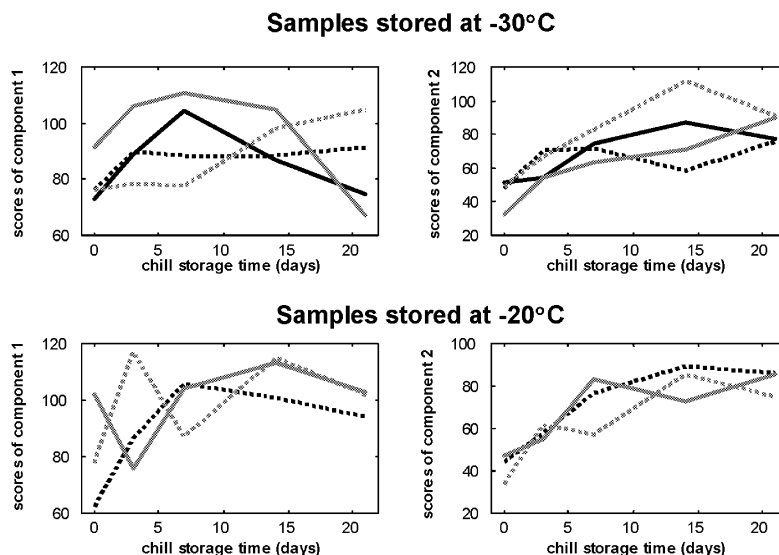 Samples stored at -30°C
scores of component 1
120
100
80
60
0 5 10 15 20
chill storage time (days)
scores of component 2
120
100
80
60
40
20
0 5 10 15 20
chill storage time (days)
Samples stored at -20°C
scores of component 1
120
100
80
60
0 5 10 15 20
chill storage time (days)
scores of component 2
100
80
60
40
20
0 5 10 15 20
chill storage time (days)